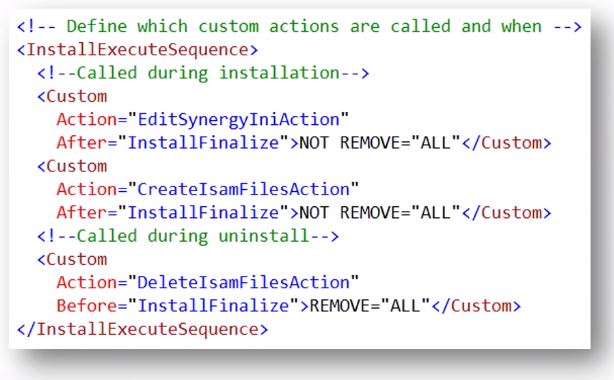 <!-- Define which custom actions are called and when -->
<InstallExecuteSequence>
<!--Called during installation-->
<Custom
Action="EditSynergyIniAction"
After="InstallFinalize">NOT REMOVE="ALL"</Custom>
<Custom
Action="CreateIsamFilesAction"
After="InstallFinalize">NOT REMOVE="ALL"</Custom>
<!--Called during uninstall-->
<Custom
Action="DeleteIsamFilesAction"
Before="InstallFinalize">REMOVE="ALL"</Custom>
</InstallExecuteSequence>